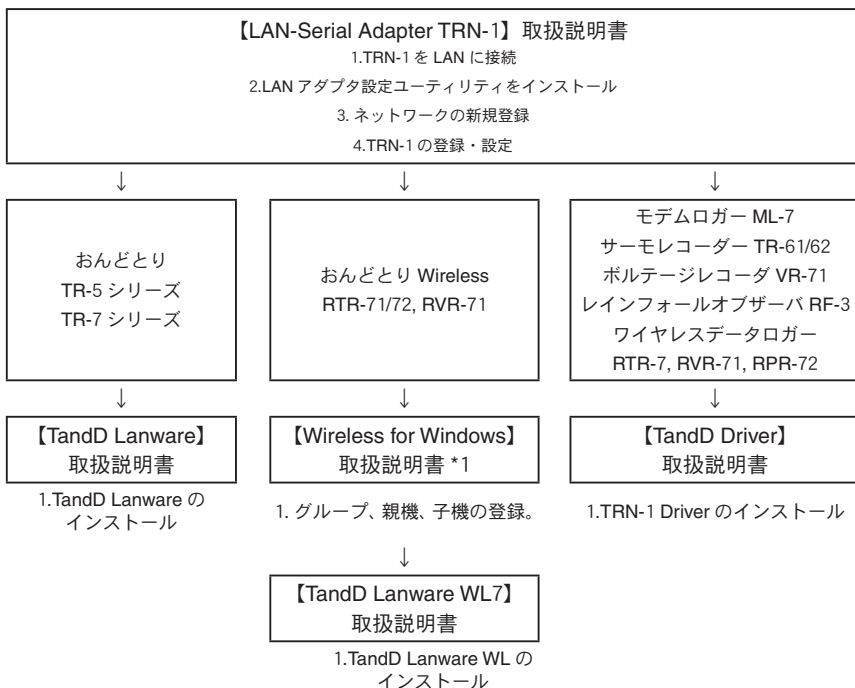 【LAN-Serial Adapter TRN-1】取扱説明書
1.TRN-1 を LAN に接続
2.LAN アダプタ設定ユーティリティをインストール
3. ネットワークの新規登録
4.TRN-1 の登録・設定
↓
↓
↓
おんどとり
TR-5 シリーズ
TR-7 シリーズ
おんどとり Wireless
RTR-71/72, RVR-71
モデムロガー ML-7
サーモレコーダー TR-61/62
ボルテージレコーダ VR-71
レインフォールオブザーバ RF-3
ワイヤレスデータロガー
RTR-7, RVR-71, RPR-72
↓
↓
↓
【TandD Lanware】
取扱説明書
1.TandD Lanware の
インストール
【Wireless for Windows】
取扱説明書 *1
1. グループ、親機、子機の登録。
【TandD Driver】
取扱説明書
1.TRN-1 Driver のインストール
↓
【TandD Lanware WL7】
取扱説明書
1.TandD Lanware WL の
インストール